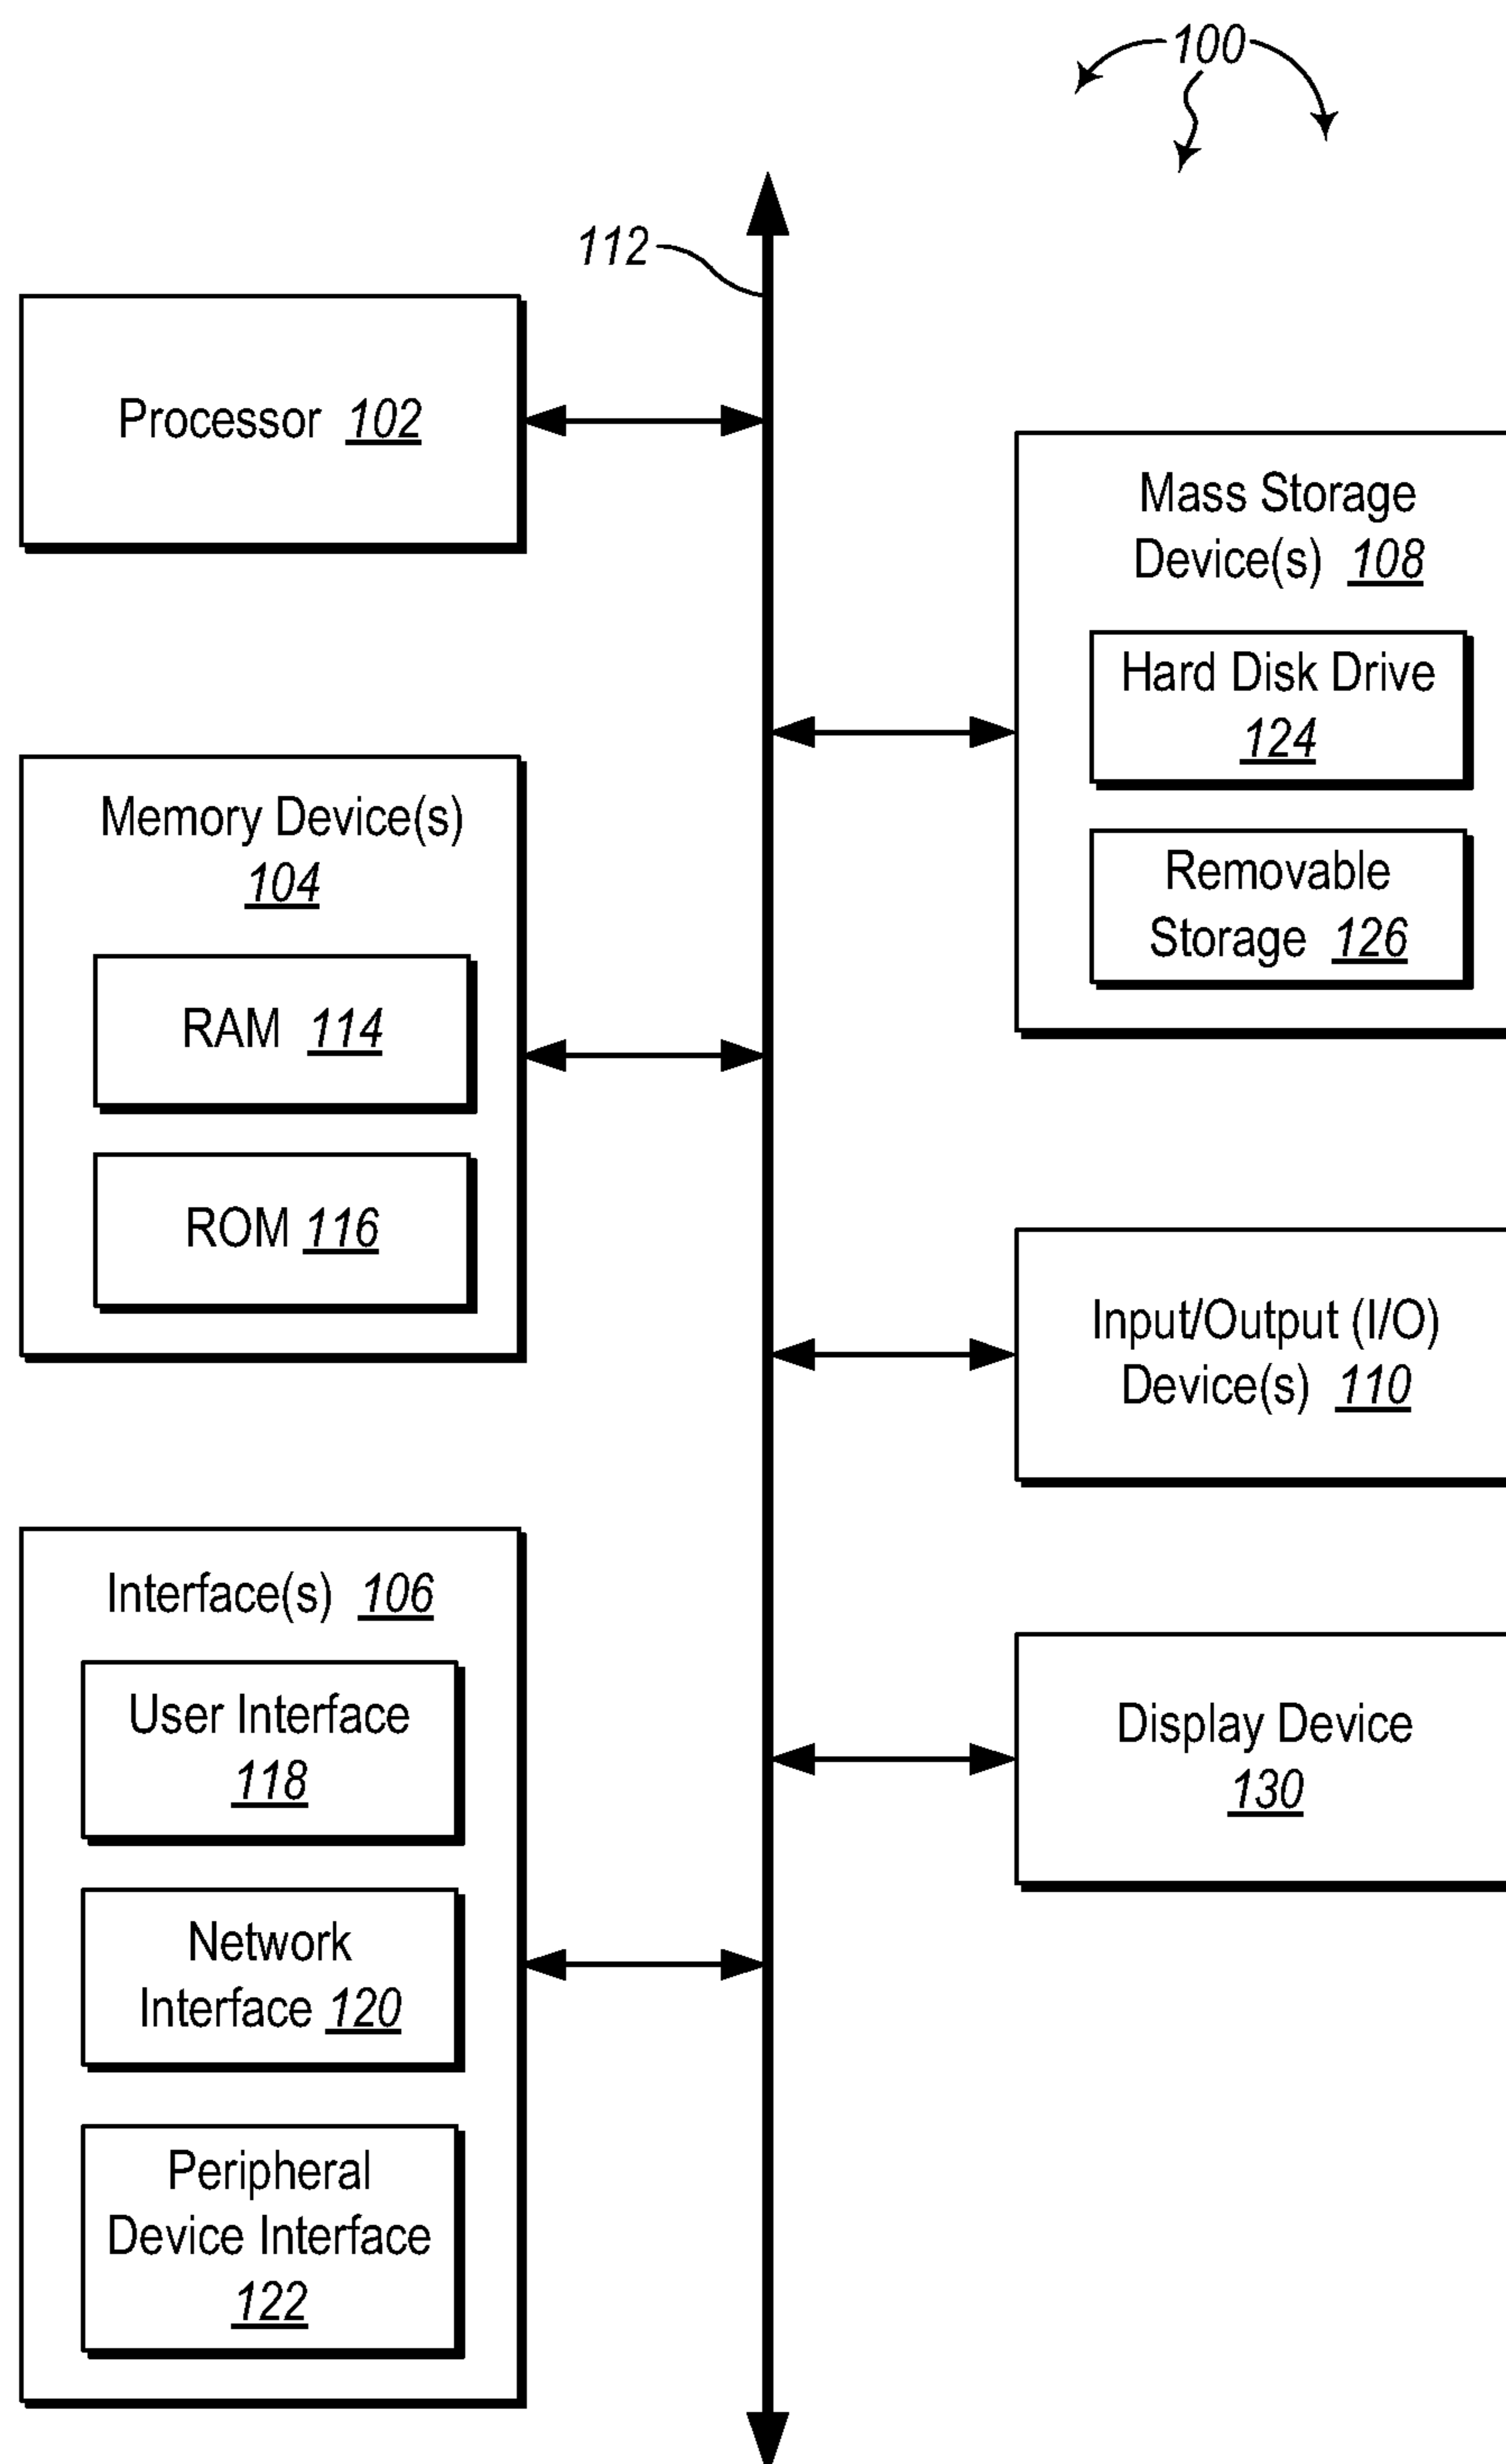 100
112
Processor 102
Mass Storage
Device(s) 108
Hard Disk Drive
124
Removable
Storage 126
Memory Device(s)
104
RAM 114
ROM 116
Input/Output (I/O)
Device(s) 110
Interface(s) 106
User Interface
118
Network
Interface 120
Peripheral
Device Interface
122
Display Device
130